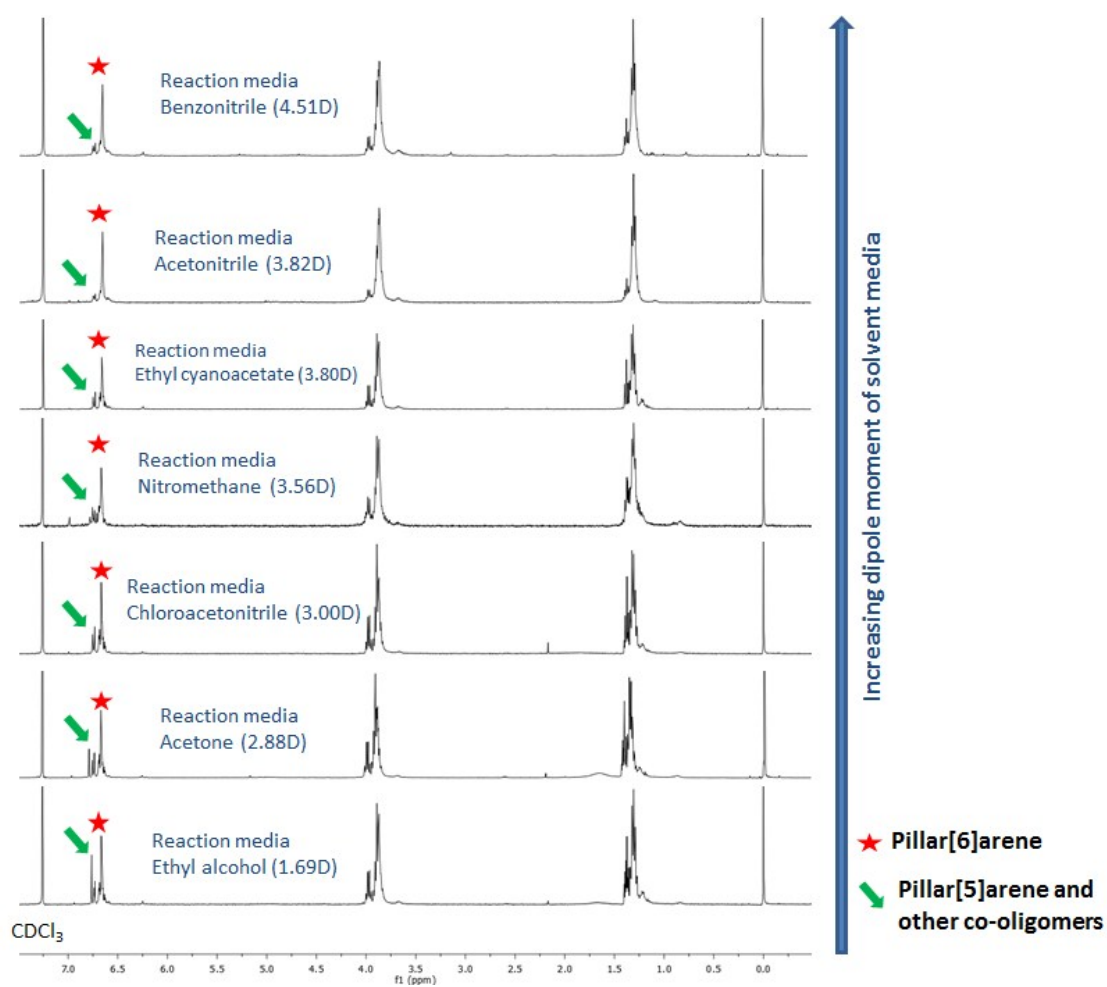 Reaction media
Benzonitrile (4.51D)
Reaction media
Acetonitrile (3.82D)
Reaction media
Ethyl cyanoacetate (3.80D)
Reaction media
Nitromethane (3.56D)
Reaction media
Chloroacetonitrile (3.00D)
Reaction media
Acetone (2.88D)
Reaction media
Ethyl alcohol (1.69D)
Increasing dipole moment of solvent media
Pillar[6]arene
Pillar[5]arene and
other co-oligomers
CDCl₃
7.0 6.5 6.0 5.5 5.0 4.5 4.0 3.5 3.0 2.5 2.0 1.5 1.0 0.5 0.0
f1 (ppm)